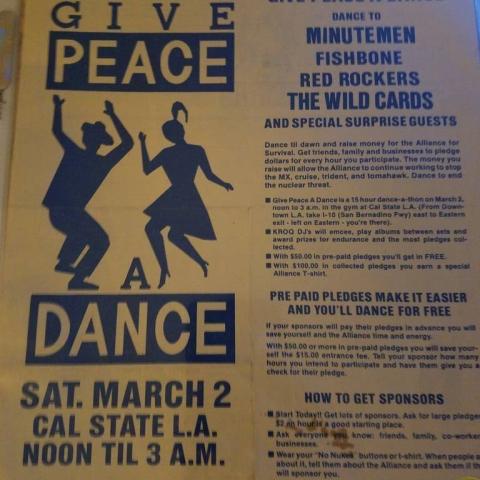 GIVE
PEACE
A
DANCE
SAT. MARCH 2
CAL STATE L.A.
NOON TIL 3 A.M.
GIVE PEACE A DANCE
DANCE TO
MINUTEMEN
FISHBONE
RED ROCKERS
THE WILD CARDS
AND SPECIAL SURPRISE GUESTS
Dance til dawn and raise money for the Alliance for
Survival. Get friends, family and businesses to pledge
dollars for every hour you participate. The money you
raise will allow the Alliance to continue working to stop
the MX, cruise, trident, and tomahawk. Dance to end
the nuclear threat.
■ Give Peace A Dance is a 15 hour dance-a-thon on March 2,
noon to 3 a.m. in the gym at Cal State L.A. (From Down-
town L.A. take I-10 (San Bernadino Fwy) east to Eastern
exit - left on Eastern - you're there).
■ KROQ DJ's will emcee, play albums between sets and
award prizes for endurance and the most pledges col-
lected.
■ With $50.00 in pre-paid pledges you'll get in FREE.
■ With $100.00 in collected pledges you earn a special
Alliance T-shirt.
PRE PAID PLEDGES MAKE IT EASIER
AND YOU'LL DANCE FOR FREE
If your sponsors will pay their pledges in advance you will
save yourself and the Alliance time and energy.
With $50.00 or more in pre-paid pledges you will save your-
self the $15.00 entrance fee. Tell your sponsor how many
hours you intend to participate and have them give you a
check for their pledge.
HOW TO GET SPONSORS
■ Start Today!! Get lots of sponsors. Ask for large pledges
$2 an hour is a good starting place.
■ Ask everyone you know: friends, family, co-worker
businesses.
■ Wear your "No Nukes" buttons or t-shirt. When people a
about it, tell them about the Alliance and ask them if th
will sponsor you.